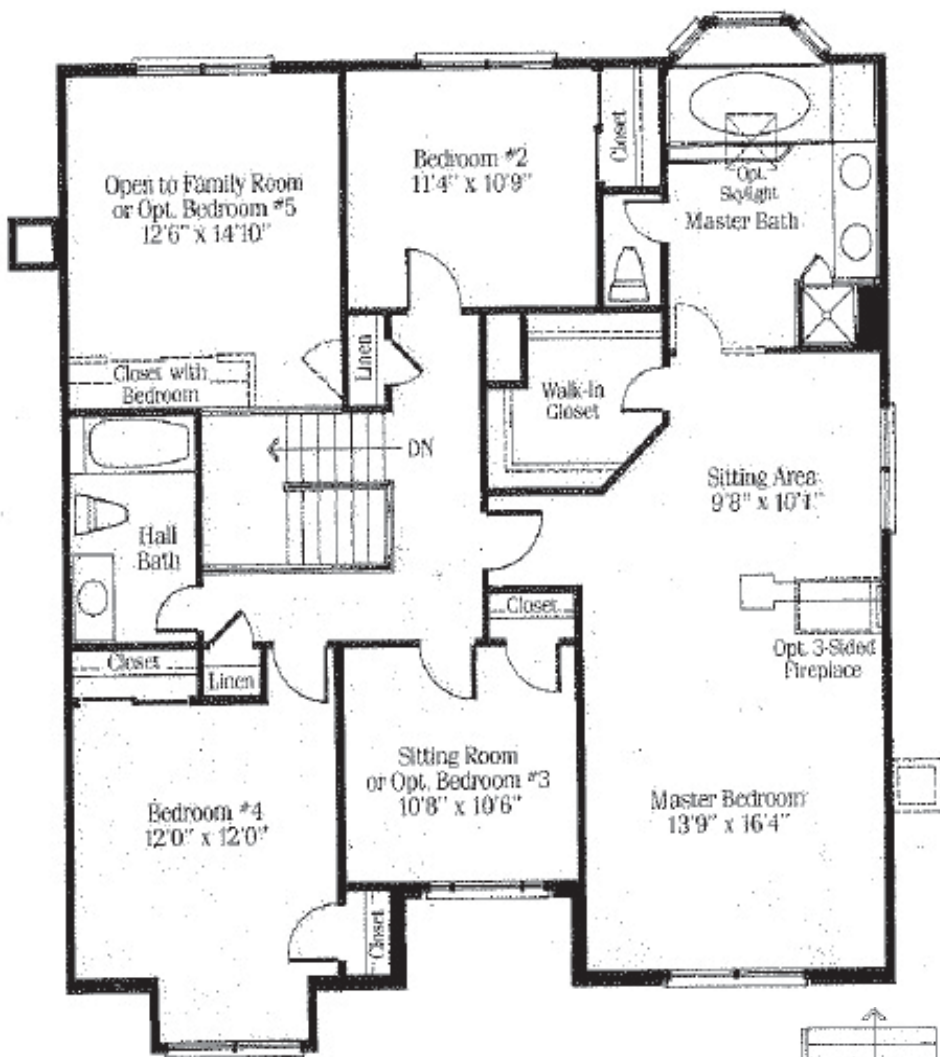 Open to Family Room
or Opt. Bedroom #5
12'6" x 14'10"
Closet with
Bedroom
Bedroom #2
11'4" x 10'9"
Closet
Opt.
Skylight
Master Bath
Linen
Walk-In
Closet
DN
Sitting Area
9'8" x 10'4"
Hall
Bath
Closet
Opt. 3-Sided
Fireplace
Closet
Linen
Sitting Room
or Opt. Bedroom #3
10'8" x 10'6"
Bedroom #4
12'0" x 12'0"
Master Bedroom
13'9" x 16'4"
Closet